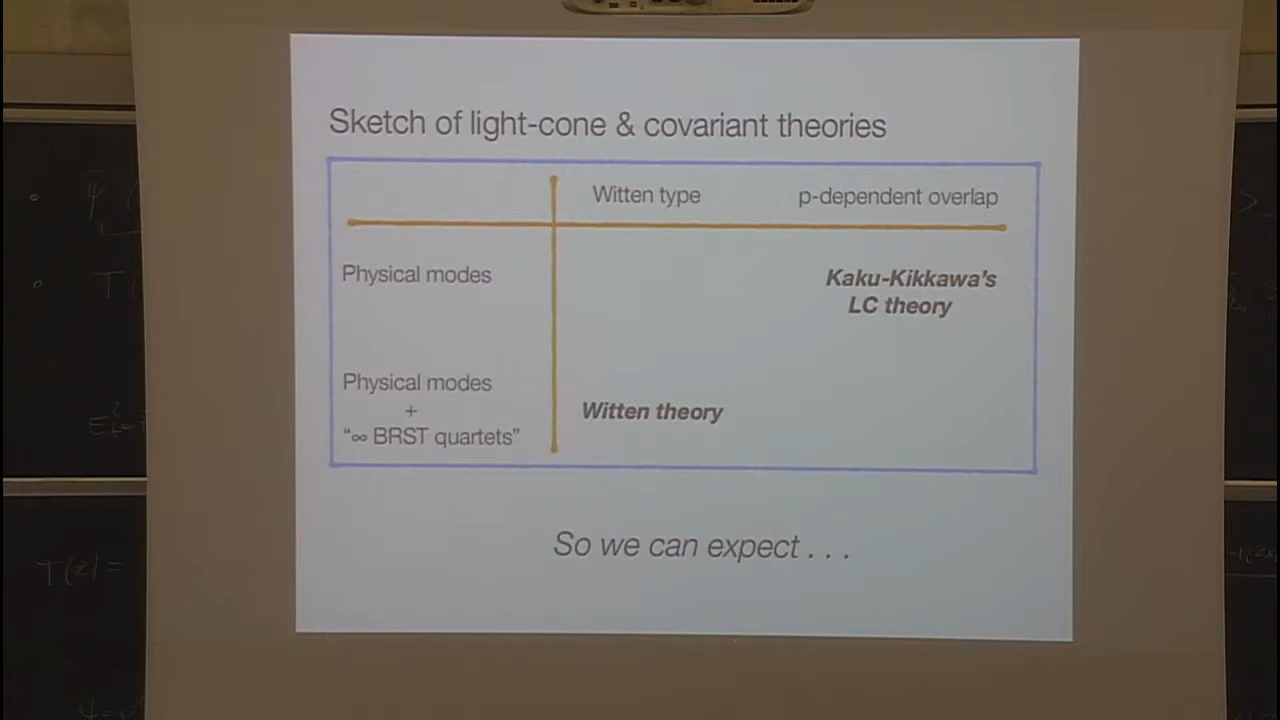 Sketch of light-cone & covariant theories
Witten type
p-dependent overlap
Physical modes
Kaku-Kikkawa's
LC theory
Physical modes
+
"∞ BRST quartets"
Witten theory
So we can expect . . .
T(z) =